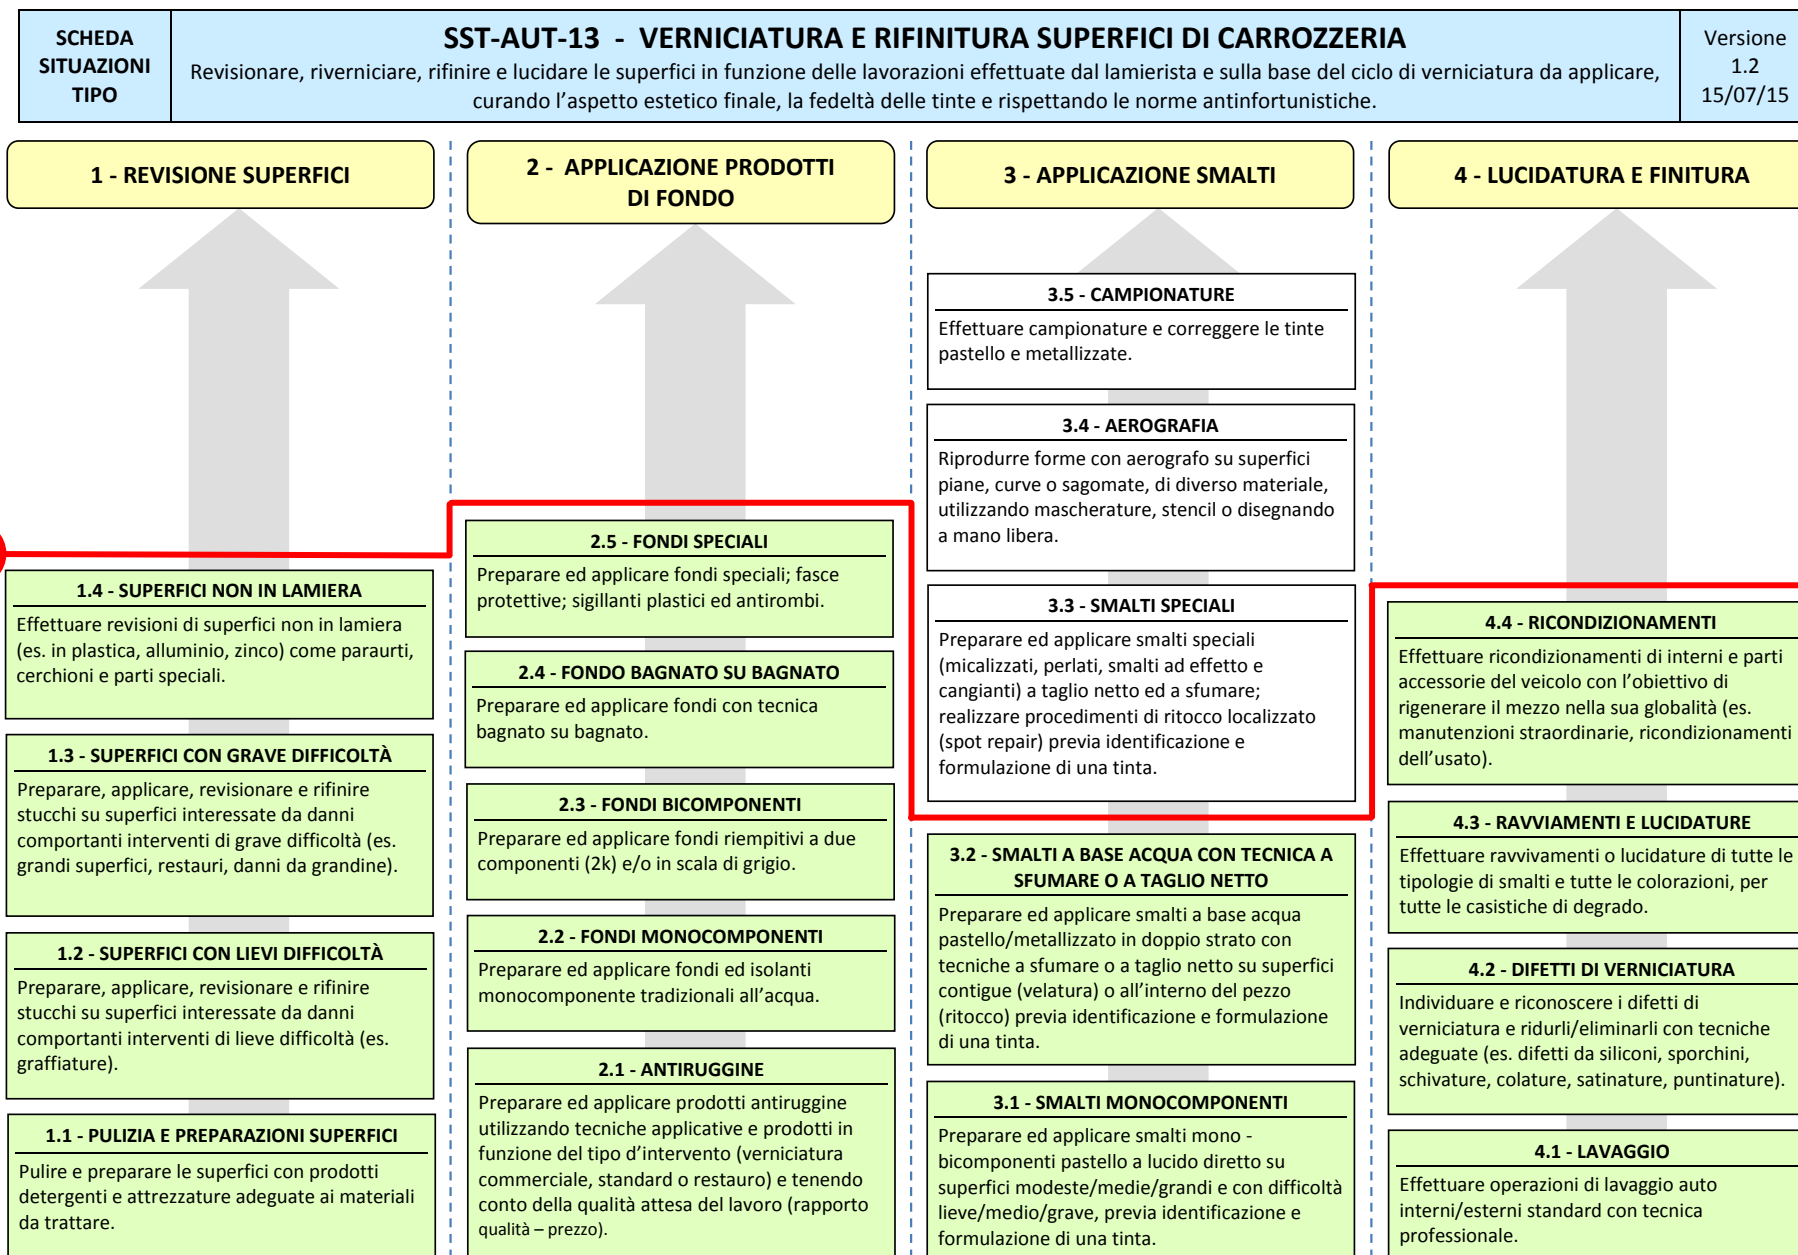 SCHEDA
SITUAZIONI
TIPO
SST-AUT-13 - VERNICIATURA E RIFINITURA SUPERFICI DI CARROZZERIA
Revisionare, riverniciare, rifinire e lucidare le superfici in funzione delle lavorazioni effettuate dal lamierista e sulla base del ciclo di verniciatura da applicare,
curando l’aspetto estetico finale, la fedeltà delle tinte e rispettando le norme antinfortunistiche.
Versione
1.2
15/07/15
1 - REVISIONE SUPERFICI
1.4 - SUPERFICI NON IN LAMIERA
Effettuare revisioni di superfici non in lamiera
(es. in plastica, alluminio, zinco) come paraurti,
cerchioni e parti speciali.
1.3 - SUPERFICI CON GRAVE DIFFICOLTÀ
Preparare, applicare, revisionare e rifinire
stucchi su superfici interessate da danni
comportanti interventi di grave difficoltà (es.
grandi superfici, restauri, danni da grandine).
1.2 - SUPERFICI CON LIEVI DIFFICOLTÀ
Preparare, applicare, revisionare e rifinire
stucchi su superfici interessate da danni
comportanti interventi di lieve difficoltà (es.
graffiature).
1.1 - PULIZIA E PREPARAZIONI SUPERFICI
Pulire e preparare le superfici con prodotti
detergenti e attrezzature adeguate ai materiali
da trattare.
2 - APPLICAZIONE PRODOTTI
DI FONDO
2.5 - FONDI SPECIALI
Preparare ed applicare fondi speciali; fasce
protettive; sigillanti plastici ed antirombi.
2.4 - FONDO BAGNATO SU BAGNATO
Preparare ed applicare fondi con tecnica
bagnato su bagnato.
2.3 - FONDI BICOMPONENTI
Preparare ed applicare fondi riempitivi a due
componenti (2k) e/o in scala di grigio.
2.2 - FONDI MONOCOMPONENTI
Preparare ed applicare fondi ed isolanti
monocomponente tradizionali all’acqua.
2.1 - ANTIRUGGINE
Preparare ed applicare prodotti antiruggine
utilizzando tecniche applicative e prodotti in
funzione del tipo d’intervento (verniciatura
commerciale, standard o restauro) e tenendo
conto della qualità attesa del lavoro (rapporto
qualità – prezzo).
3 - APPLICAZIONE SMALTI
3.5 - CAMPIONATURE
Effettuare campionature e correggere le tinte
pastello e metallizzate.
3.4 - AEROGRAFIA
Riprodurre forme con aerografo su superfici
piane, curve o sagomate, di diverso materiale,
utilizzando mascherature, stencil o disegnando
a mano libera.
3.3 - SMALTI SPECIALI
Preparare ed applicare smalti speciali
(micalizzati, perlati, smalti ad effetto e
cangianti) a taglio netto ed a sfumare;
realizzare procedimenti di ritocco localizzato
(spot repair) previa identificazione e
formulazione di una tinta.
3.2 - SMALTI A BASE ACQUA CON TECNICA A
SFUMARE O A TAGLIO NETTO
Preparare ed applicare smalti a base acqua
pastello/metallizzato in doppio strato con
tecniche a sfumare o a taglio netto su superfici
contigue (velatura) o all’interno del pezzo
(ritocco) previa identificazione e formulazione
di una tinta.
3.1 - SMALTI MONOCOMPONENTI
Preparare ed applicare smalti mono -
bicomponenti pastello a lucido diretto su
superfici modeste/medie/grandi e con difficoltà
lieve/medio/grave, previa identificazione e
formulazione di una tinta.
4 - LUCIDATURA E FINITURA
4.4 - RICONDIZIONAMENTI
Effettuare ricondizionamenti di interni e parti
accessorie del veicolo con l’obiettivo di
rigenerare il mezzo nella sua globalità (es.
manutenzioni straordinarie, ricondizionamenti
dell’usato).
4.3 - RAVVIAMENTI E LUCIDATURE
Effettuare ravvivamenti o lucidature di tutte le
tipologie di smalti e tutte le colorazioni, per
tutte le casistiche di degrado.
4.2 - DIFETTI DI VERNICIATURA
Individuare e riconoscere i difetti di
verniciatura e ridurli/eliminarli con tecniche
adeguate (es. difetti da siliconi, sporchini,
schivature, colature, satinature, puntinature).
4.1 - LAVAGGIO
Effettuare operazioni di lavaggio auto
interni/esterni standard con tecnica
professionale.